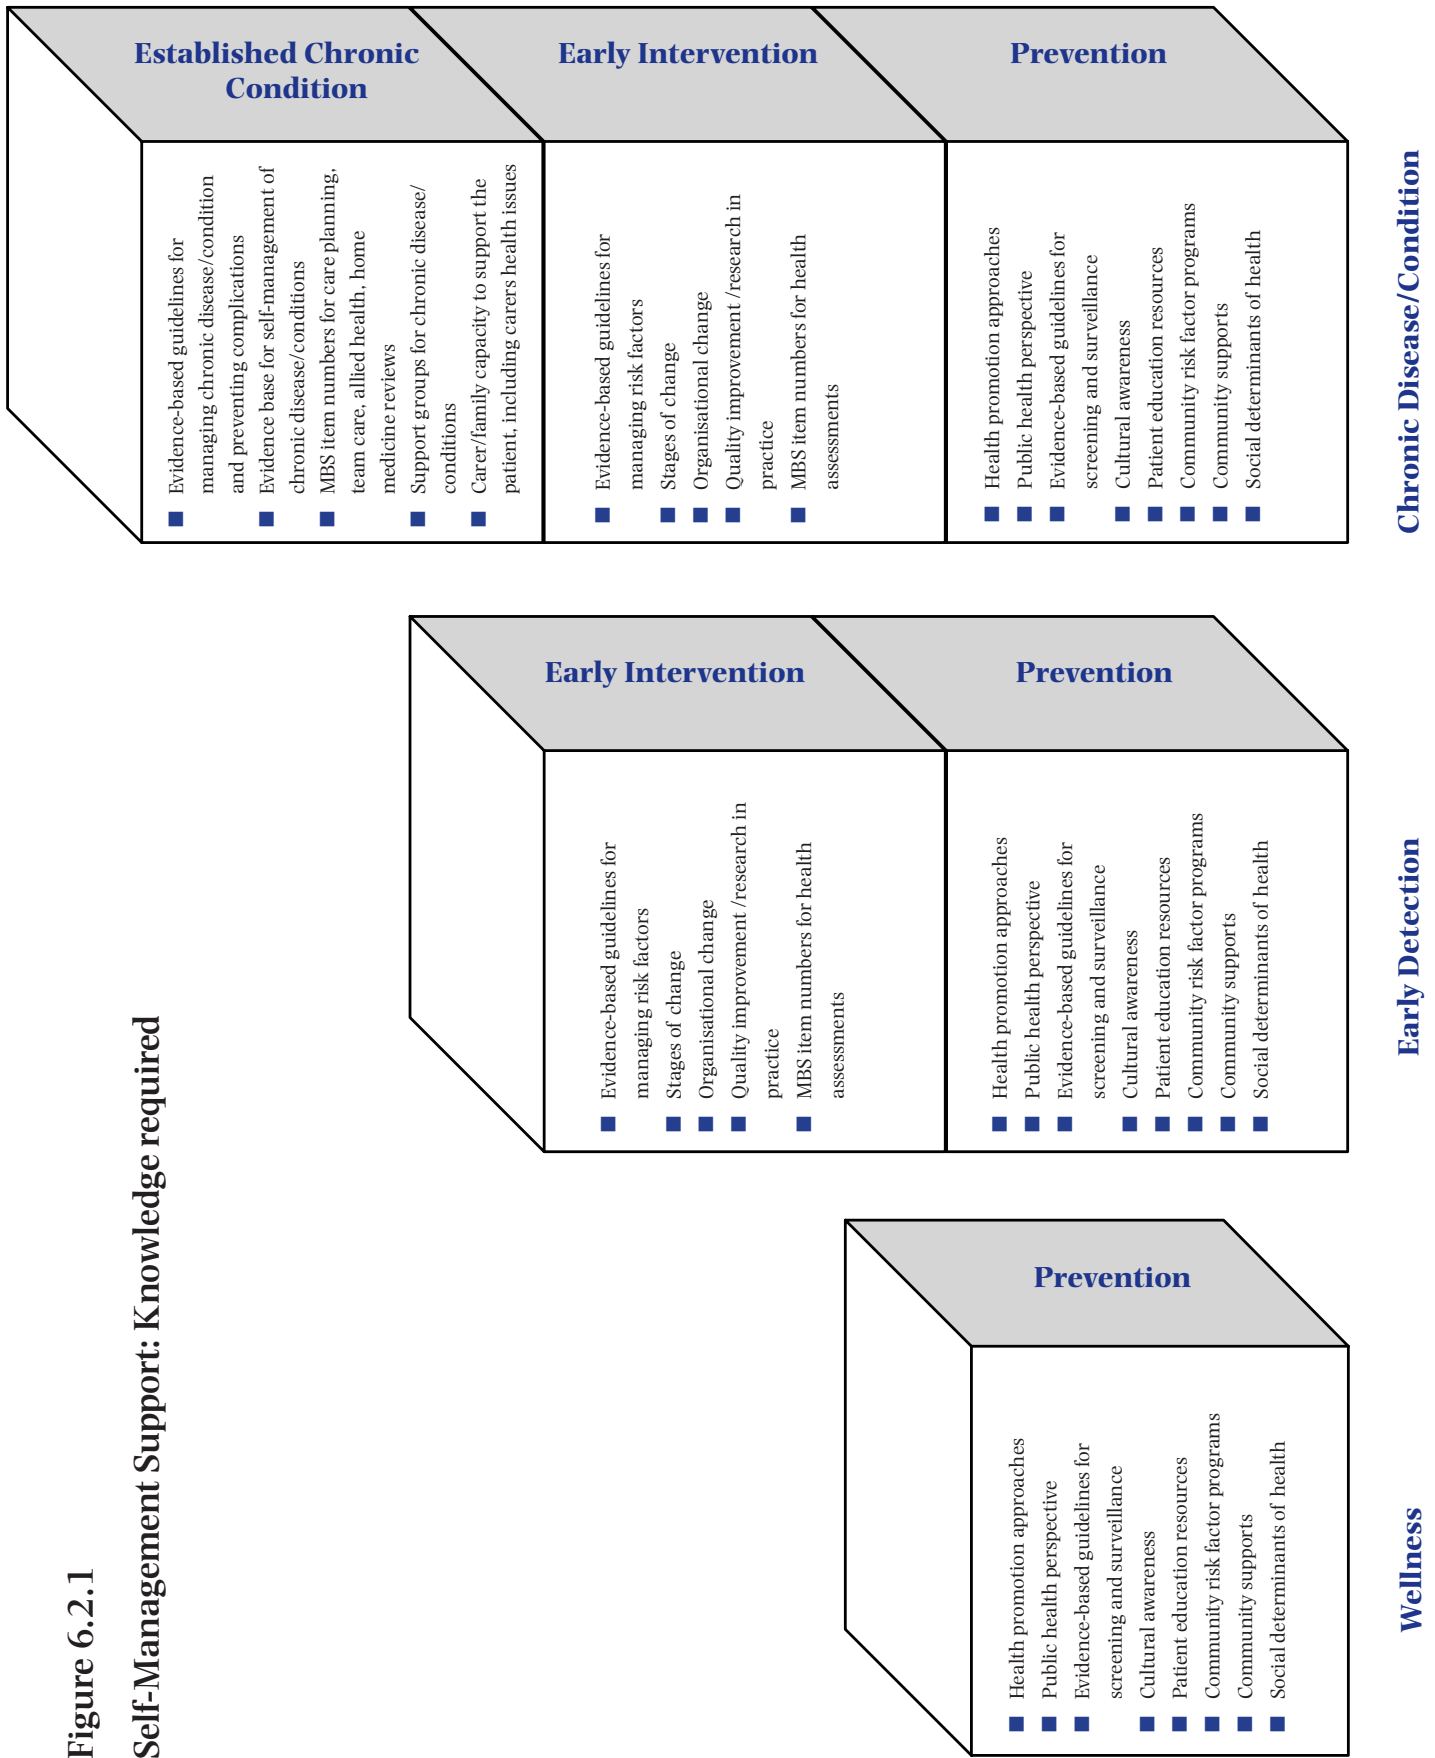 Figure 6.2.1
Self-Management Support: Knowledge required
Prevention
■ Health promotion approaches
■ Public health perspective
■ Evidence-based guidelines for
screening and surveillance
■ Cultural awareness
■ Patient education resources
■ Community risk factor programs
■ Community supports
■ Social determinants of health
Wellness
Early Intervention
■ Evidence-based guidelines for
managing risk factors
■ Stages of change
■ Organisational change
■ Quality improvement /research in
practice
■ MBS item numbers for health
assessments
Prevention
■ Health promotion approaches
■ Public health perspective
■ Evidence-based guidelines for
screening and surveillance
■ Cultural awareness
■ Patient education resources
■ Community risk factor programs
■ Community supports
■ Social determinants of health
Early Detection
Established Chronic
Condition
■ Evidence-based guidelines for
managing chronic disease/condition
and preventing complications
■ Evidence base for self-management of
chronic disease/conditions
■ MBS item numbers for care planning,
team care, allied health, home
medicine reviews
■ Support groups for chronic disease/
conditions
■ Carer/family capacity to support the
patient, including carers health issues
Early Intervention
■ Evidence-based guidelines for
managing risk factors
■ Stages of change
■ Organisational change
■ Quality improvement /research in
practice
■ MBS item numbers for health
assessments
Prevention
■ Health promotion approaches
■ Public health perspective
■ Evidence-based guidelines for
screening and surveillance
■ Cultural awareness
■ Patient education resources
■ Community risk factor programs
■ Community supports
■ Social determinants of health
Chronic Disease/Condition